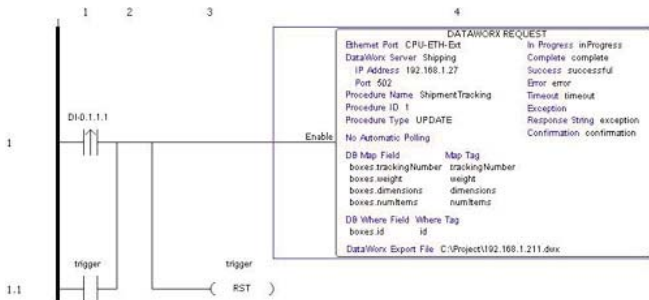 1 2 3 4
DATAWORX REQUEST
Ethernet Port CPU-ETH-Ext
DataWorx Server Shipping
IP Address 192.168.1.27
Port 502
Procedure Name ShipmentTracking
Procedure ID 1
Procedure Type UPDATE
No Automatic Polling
In Progress inProgress
Complete complete
Success successful
Error error
Timeout timeout
Exception
Response String exception
Confirmation confirmation
DB Map Field Map Tag
boxes.trackingNumber trackingNumber
boxes.weight weight
boxes.dimensions dimensions
boxes.numItems numItems
DB Where Field Where Tag
boxes.id id
DataWorx Export File C:\Project\192.168.1.211.dwx
DI-0.1.1.1
1
Enable
trigger trigger
1.1
( RST )